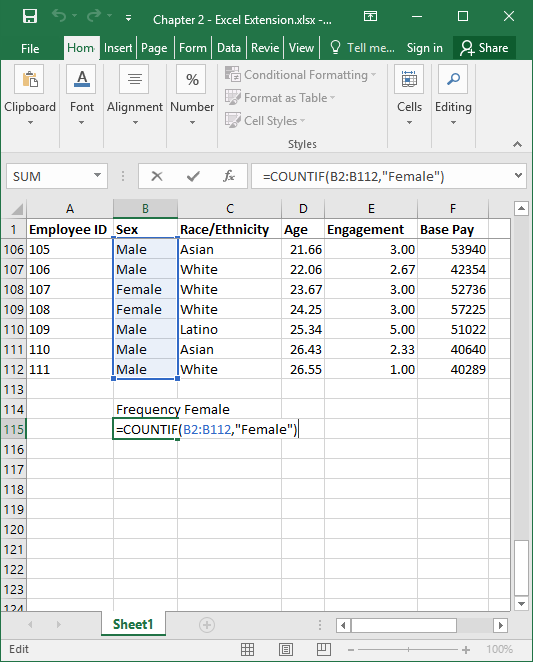 Chapter 2 - Excel Extension.xlsx -...
File Home Insert Page Form Data Revie View Tell me... Sign in Share
Clipboard Font Alignment Number Conditional Formatting Format as Table Cell Styles Cells Editing
%
A
Styles
SUM fx =COUNTIF(B2:B112,"Female")
A B C D E F
1 Employee ID Sex Race/Ethnicity Age Engagement Base Pay
106 105 Male Asian 21.66 3.00 53940
107 106 Male White 22.06 2.67 42354
108 107 Female White 23.67 3.00 52736
109 108 Female White 24.25 3.00 57225
110 109 Male Latino 25.34 5.00 51022
111 110 Male Asian 26.43 2.33 40640
112 111 Male White 26.55 1.00 40289
113
114 Frequency Female
115 =COUNTIF(B2:B112,"Female")
116
117
118
119
120
121
122
123
124
Sheet1
Edit 100%